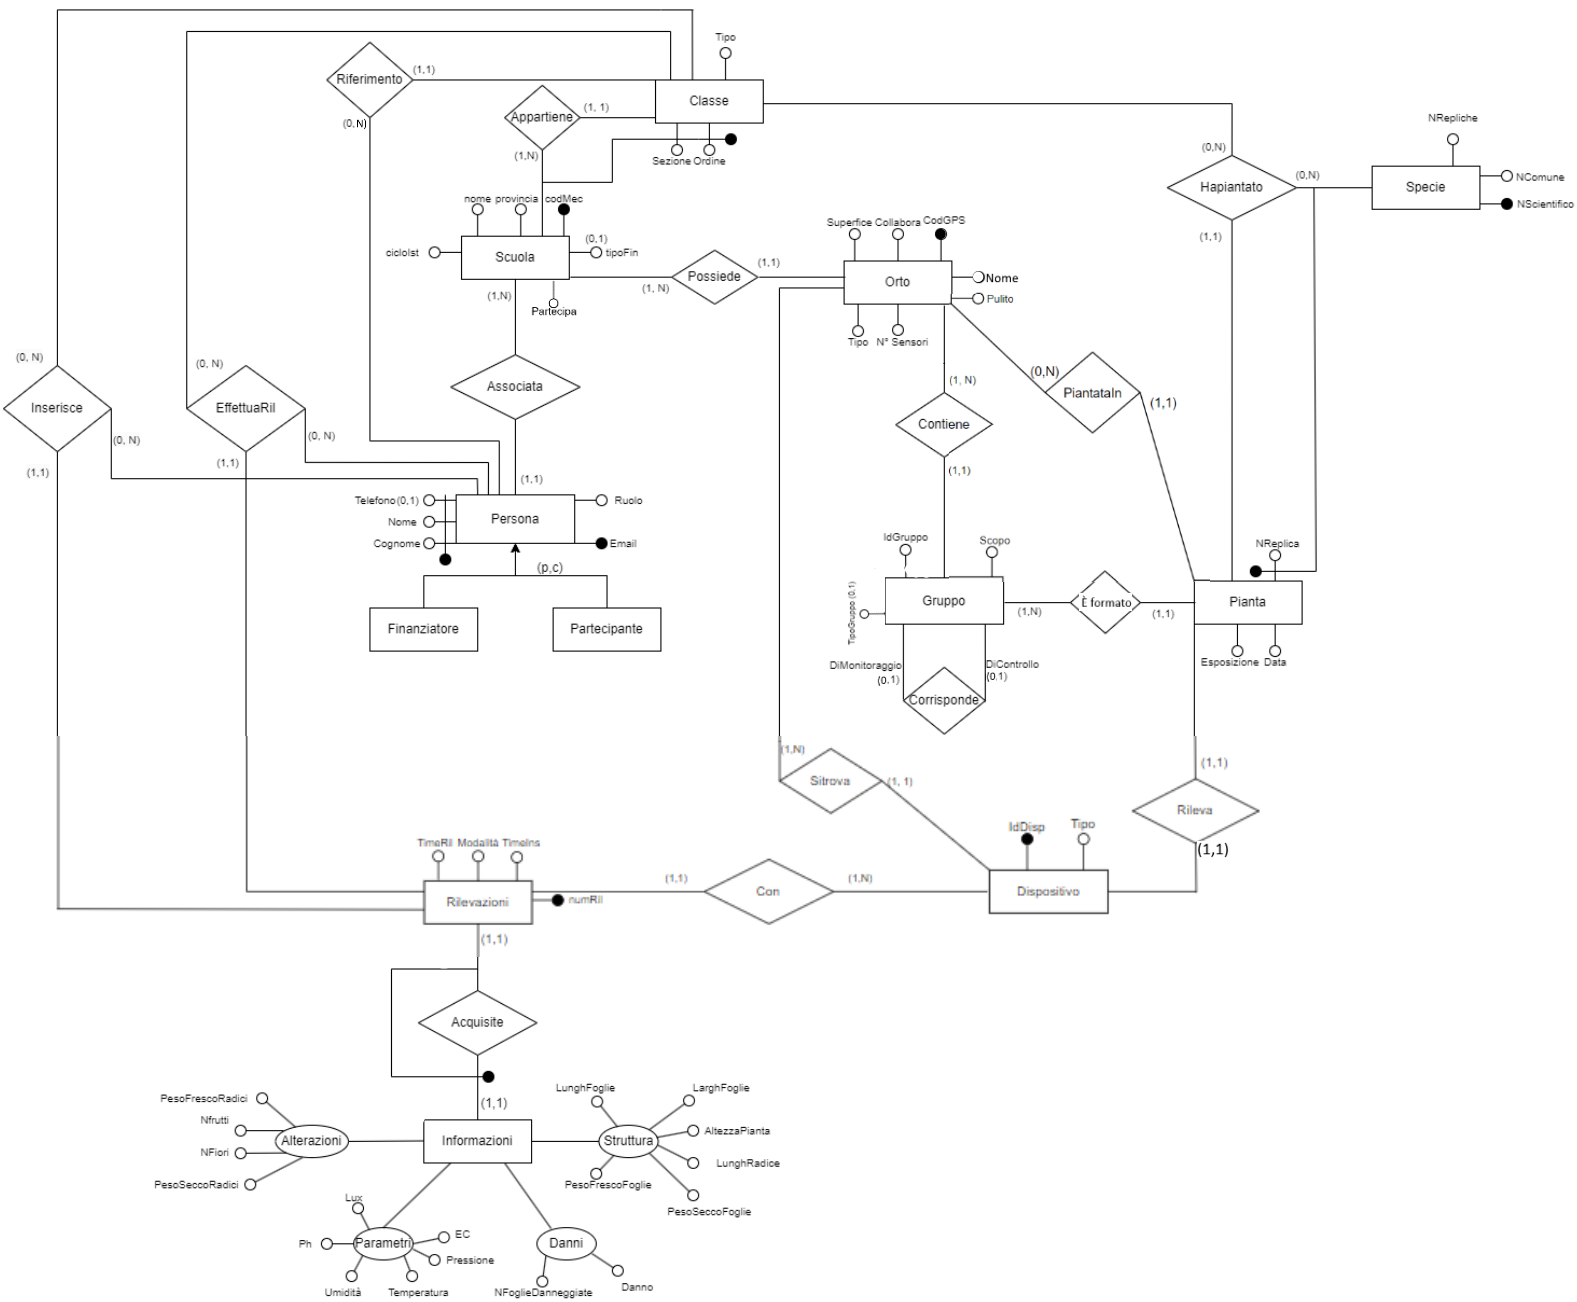 Tipo
Riferimento
(1,1)
Classe
Appartiene
(1, 1)
(0, N)
(1,N)
Sezione
Ordine
NRepliche
(0,N)
Hapiantato
(0,N)
Specie
NComune
NScientifico
(1,1)
nome
provincia
codMec
(0,1)
cicloIst
Scuola
tipoFin
(1,N)
Partecipa
(1, N)
Possiede
(1,1)
Superfice
Collabora
CodGPS
Orto
Nome
Pulito
Tipo
N° Sensori
(0, N)
(0, N)
Inserisce
EffettuaRil
(0, N)
(0, N)
(1,1)
(1,1)
Associata
(1,1)
(1, N)
Contiene
(1,1)
(0,N)
PiantataIn
(1,1)
Telefono(0,1)
Nome
Cognome
Persona
Ruolo
Email
(p,c)
Finanziatore
Partecipante
IdGruppo
Scopo
TipoGruppo (0,1)
Gruppo
(1,N)
È formato
(1,1)
NReplica
Pianta
Esposizione
Data
DiMonitoraggio
(0,1)
DiControllo
(0,1)
Corrisponde
(1,N)
Sitrova
(1, 1)
(1,1)
Rileva
(1,1)
IdDisp
Tipo
Dispositivo
TimeRil
Modalità
TimeIns
Rilevazioni
numRil
(1,1)
Con
(1,N)
(1,1)
Acquisite
(1,1)
PesoFrescoRadici
Nfrutti
NFiori
PesoSeccoRadici
Alterazioni
Informazioni
Struttura
LunghFoglie
LarghFoglie
AltezzaPianta
LunghRadice
PesoFrescoFoglie
PesoSeccoFoglie
Lux
Ph
Parametri
EC
Pressione
Umidità
Temperatura
Danni
NFoglieDanneggiate
Danno